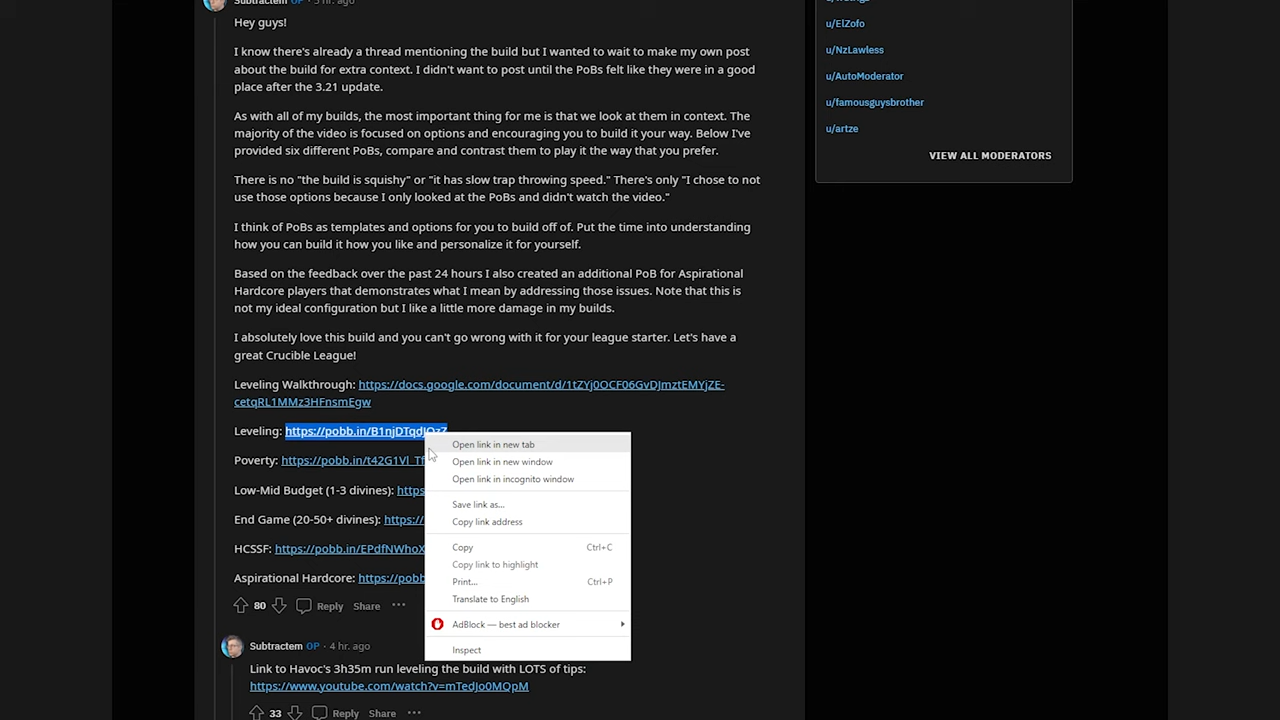 Subtractem OP · 5 hr. ago
Hey guys!
I know there's already a thread mentioning the build but I wanted to wait to make my own post
about the build for extra context. I didn't want to post until the PoBs felt like they were in a good
place after the 3.21 update.
As with all of my builds, the most important thing for me is that we look at them in context. The
majority of the video is focused on options and encouraging you to build it your way. Below I've
provided six different PoBs, compare and contrast them to play it the way that you prefer.
There is no "the build is squishy" or "it has slow trap throwing speed." There's only "I chose to not
use those options because I only looked at the PoBs and didn't watch the video."
I think of PoBs as templates and options for you to build off of. Put the time into understanding
how you can build it how you like and personalize it for yourself.
Based on the feedback over the past 24 hours I also created an additional PoB for Aspirational
Hardcore players that demonstrates what I mean by addressing those issues. Note that this is
not my ideal configuration but I like a little more damage in my builds.
I absolutely love this build and you can't go wrong with it for your league starter. Let's have a
great Crucible League!
Leveling Walkthrough: https://docs.google.com/document/d/1tZYj0OCF06GvDJmztEMYjZE-
cetqRL1MMz3HFnsmEgw
Leveling: https://pobb.in/B1njDTqdJOzZ
Poverty: https://pobb.in/t42G1Vl_Tf
Low-Mid Budget (1-3 divines): https
End Game (20-50+ divines): https:/
HCSSF: https://pobb.in/EPdfNWhoX
Aspirational Hardcore: https://pobb
80 Reply Share ...
Subtractem OP · 4 hr. ago
Link to Havoc's 3h35m run leveling the build with LOTS of tips:
https://www.youtube.com/watch?v=mTedJo0MQpM
33 Reply Share ...
Open link in new tab
Open link in new window
Open link in incognito window
Save link as...
Copy link address
Copy Ctrl+C
Copy link to highlight
Print... Ctrl+P
Translate to English
AdBlock — best ad blocker
Inspect
u/ElZofo
u/NzLawless
u/AutoModerator
u/famousguysbrother
u/artze
VIEW ALL MODERATORS